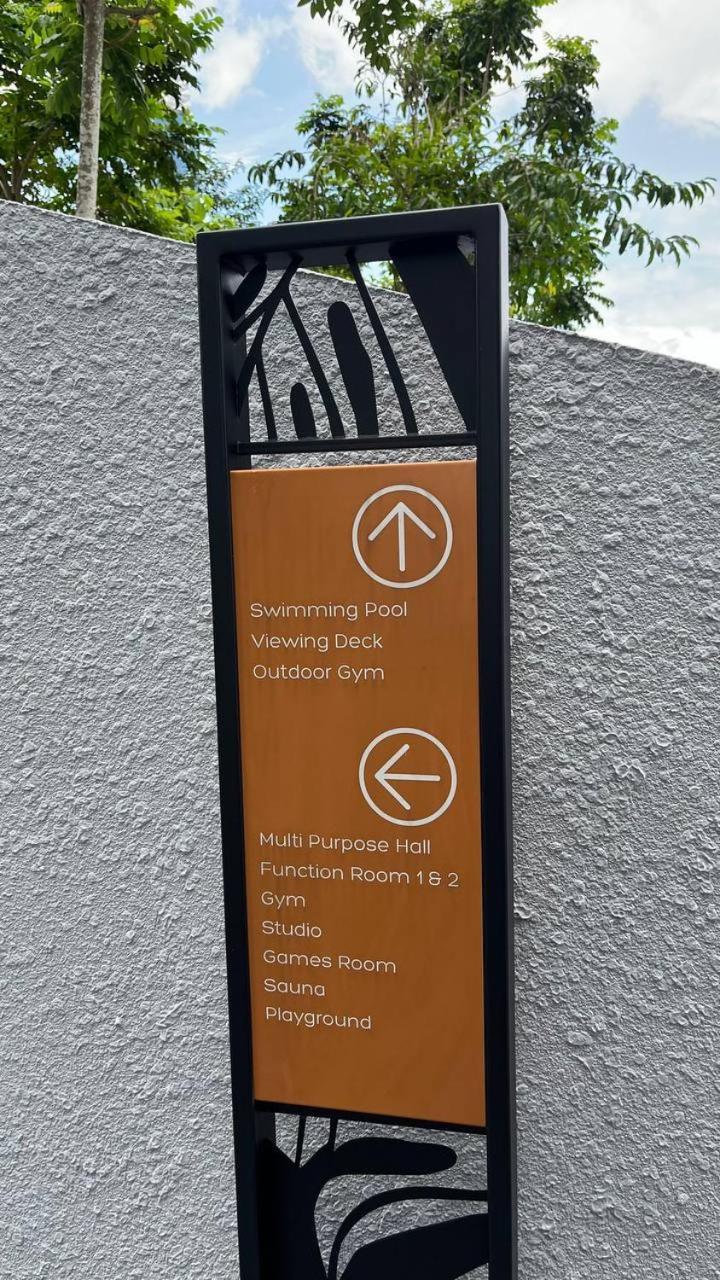 Swimming Pool
Viewing Deck
Outdoor Gym
Multi Purpose Hall
Function Room 1 & 2
Gym
Studio
Games Room
Sauna
Playground